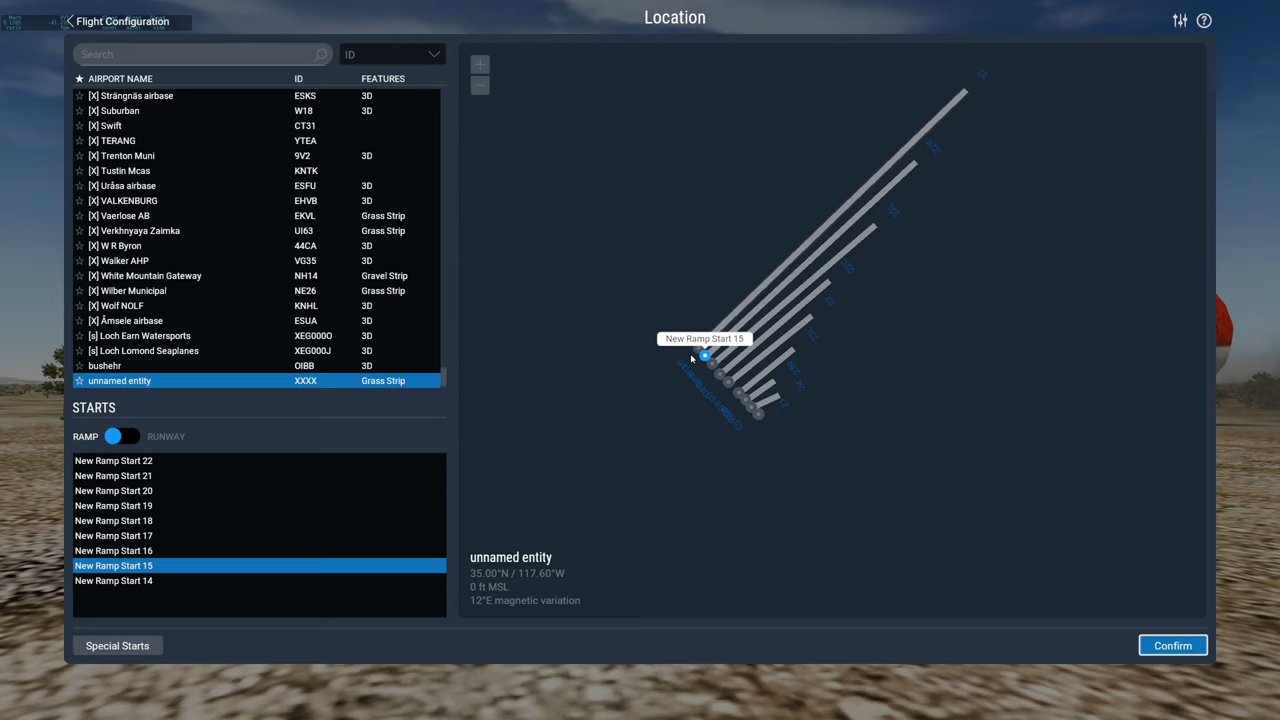 Flight Configuration
Location
Search
ID
AIRPORT NAME ID FEATURES
[X] Strängnäs airbase ESKS 3D
[X] Suburban W18 3D
[X] Swift CT31
[X] TERANG YTEA
[X] Trenton Muni 9V2 3D
[X] Tustin Mcas KNTK
[X] Uråsa airbase ESFU 3D
[X] VALKENBURG EHVB 3D
[X] Vaerlose AB EKVL Grass Strip
[X] Verkhnyaya Zaimka UI63 Grass Strip
[X] W R Byron 44CA 3D
[X] Walker AHP VG35 3D
[X] White Mountain Gateway NH14 Gravel Strip
[X] Wilber Municipal NE26 Grass Strip
[X] Wolf NOLF KNHL 3D
[X] Åmsele airbase ESUA 3D
[s] Loch Earn Watersports XEG000O 3D
[s] Loch Lomond Seaplanes XEG000J 3D
bushehr OIBB 3D
unnamed entity XXXX Grass Strip
STARTS
RAMP RUNWAY
New Ramp Start 22
New Ramp Start 21
New Ramp Start 20
New Ramp Start 19
New Ramp Start 18
New Ramp Start 17
New Ramp Start 16
New Ramp Start 15
New Ramp Start 14
Special Starts
22
22R
22L
22C
New Ramp Start 15
unnamed entity
35.00°N / 117.60°W
0 ft MSL
12°E magnetic variation
Confirm